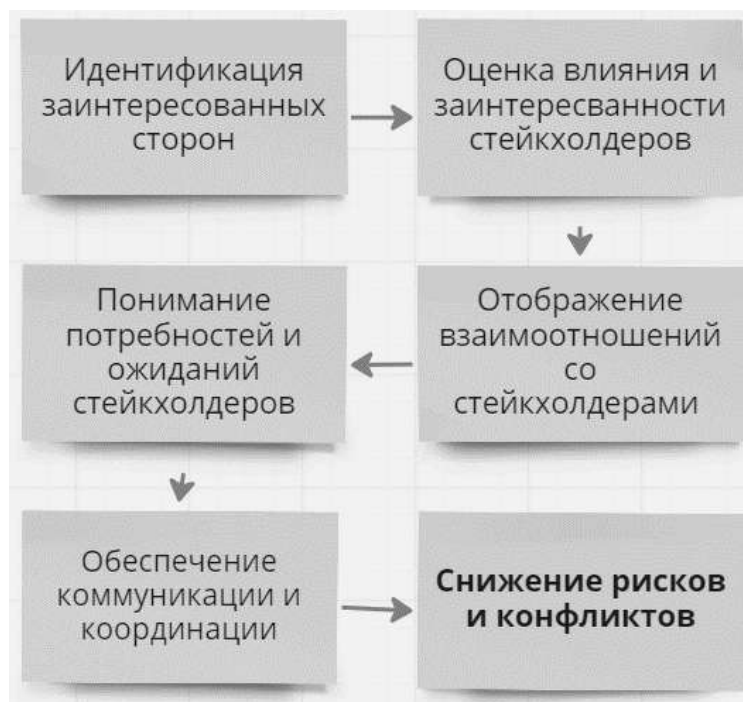 Идентификация
заинтересованных
сторон
Оценка влияния и
заинтересванности
стейкхолдеров
Отображение
взаимоотношений
со
стейкхолдерами
Понимание
потребностей и
ожиданий
стейкхолдеров
Обеспечение
коммуникации и
координации
Снижение рисков
и конфликтов